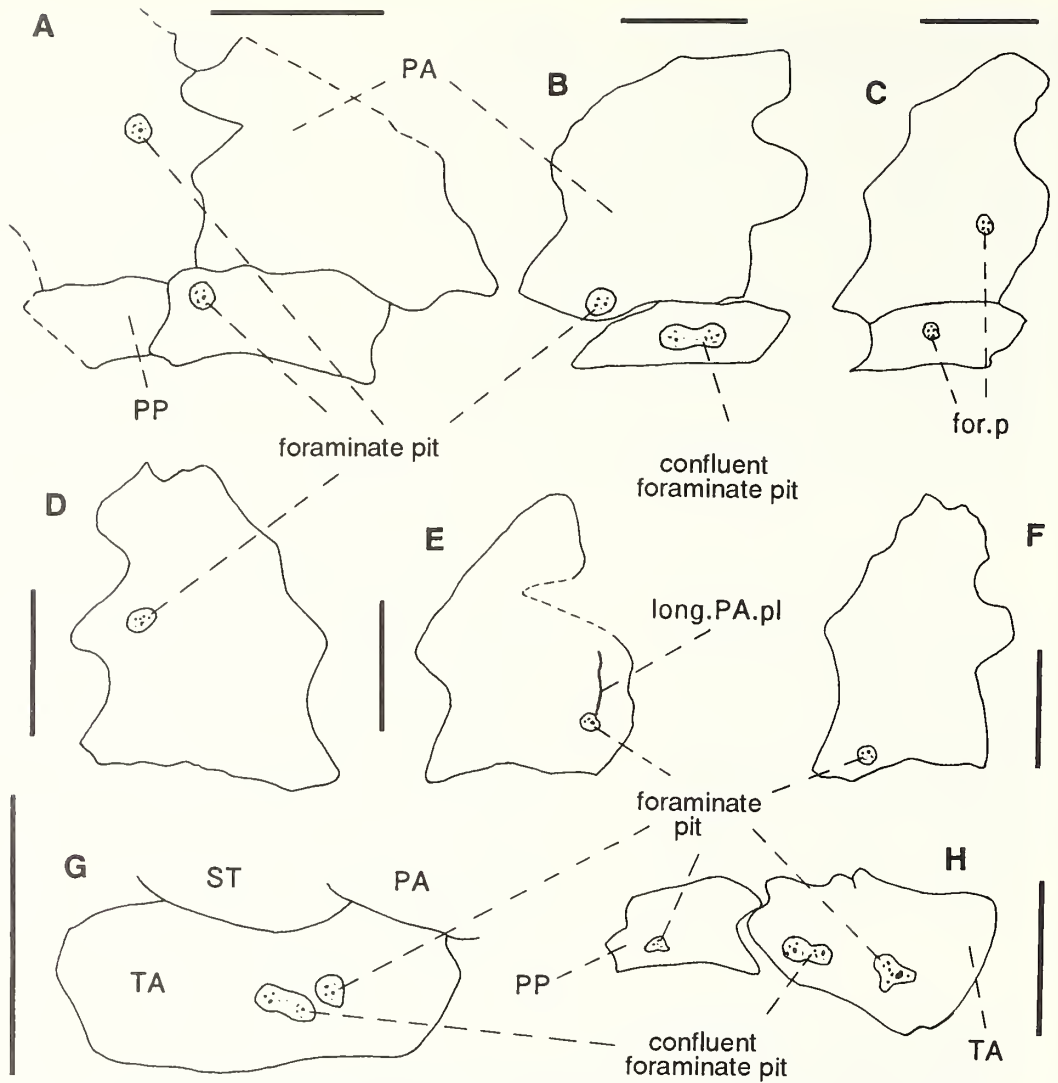 A
PA
B
C
PP
foraminate pit
confluent
foraminate pit
for.p
D
E
F
long.PA.pl
foraminate
pit
G
ST
PA
H
TA
PP
confluent
foraminate pit
TA